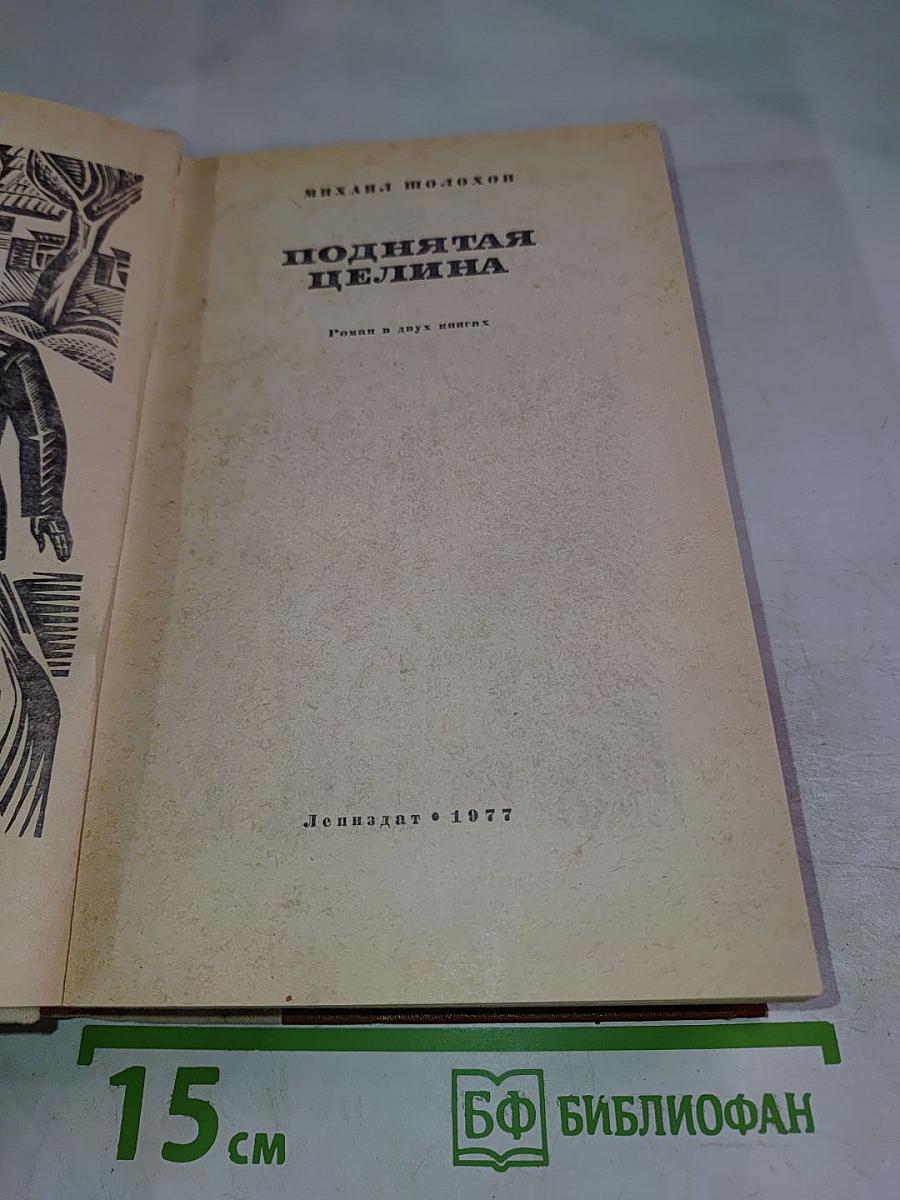 МИХАИЛ ШОЛОХОВ
ПОДНЯТАЯ
ЦЕЛИНА
Роман в двух книгах
Лениздат • 1977
15 см
БФ БИБЛИОФАН